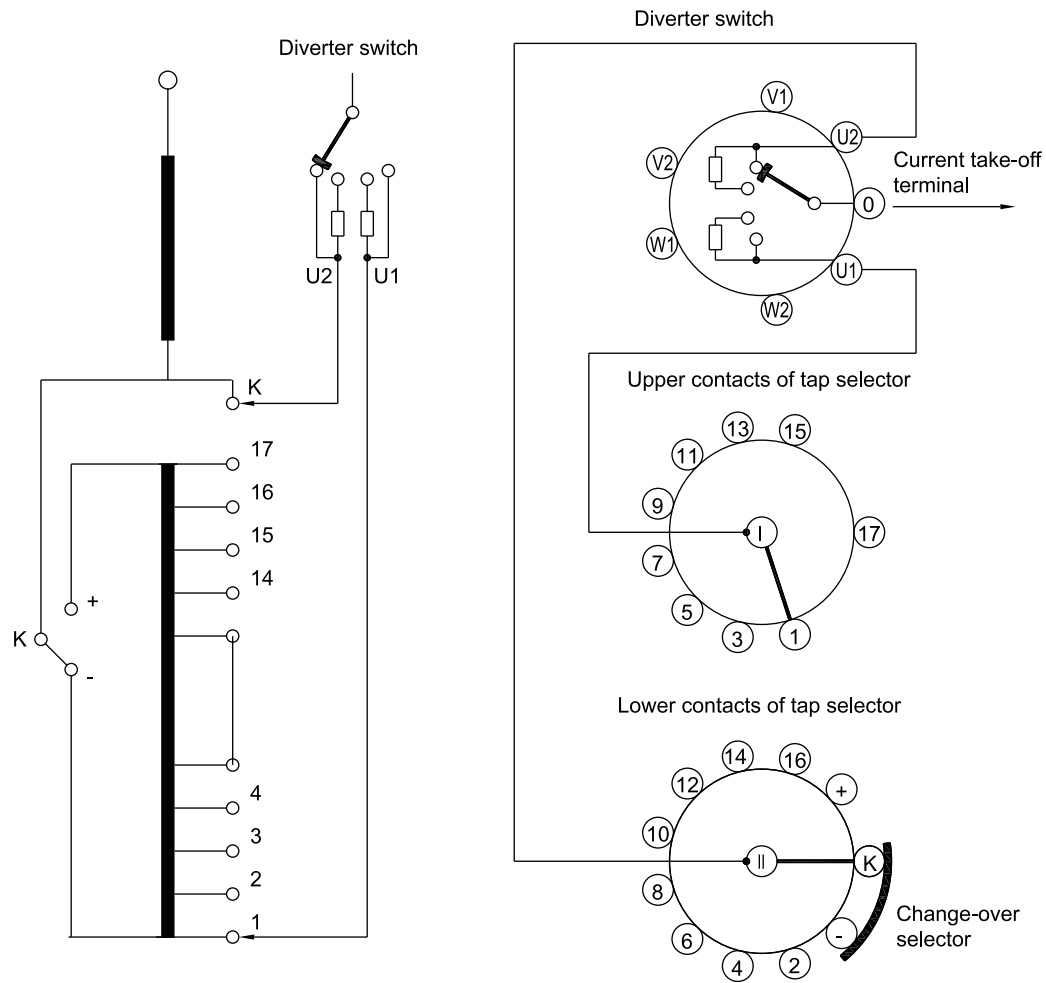 Diverter switch
U2
U1
K
17
16
15
14
+
K
-
4
3
2
1
Diverter switch
V1
U2
V2
Current take-off
terminal
0
W1
U1
W2
Upper contacts of tap selector
13
15
11
9
I
17
7
5
3
1
Lower contacts of tap selector
14
16
12
+
10
II
K
8
Change-over
selector
6
-
4
2